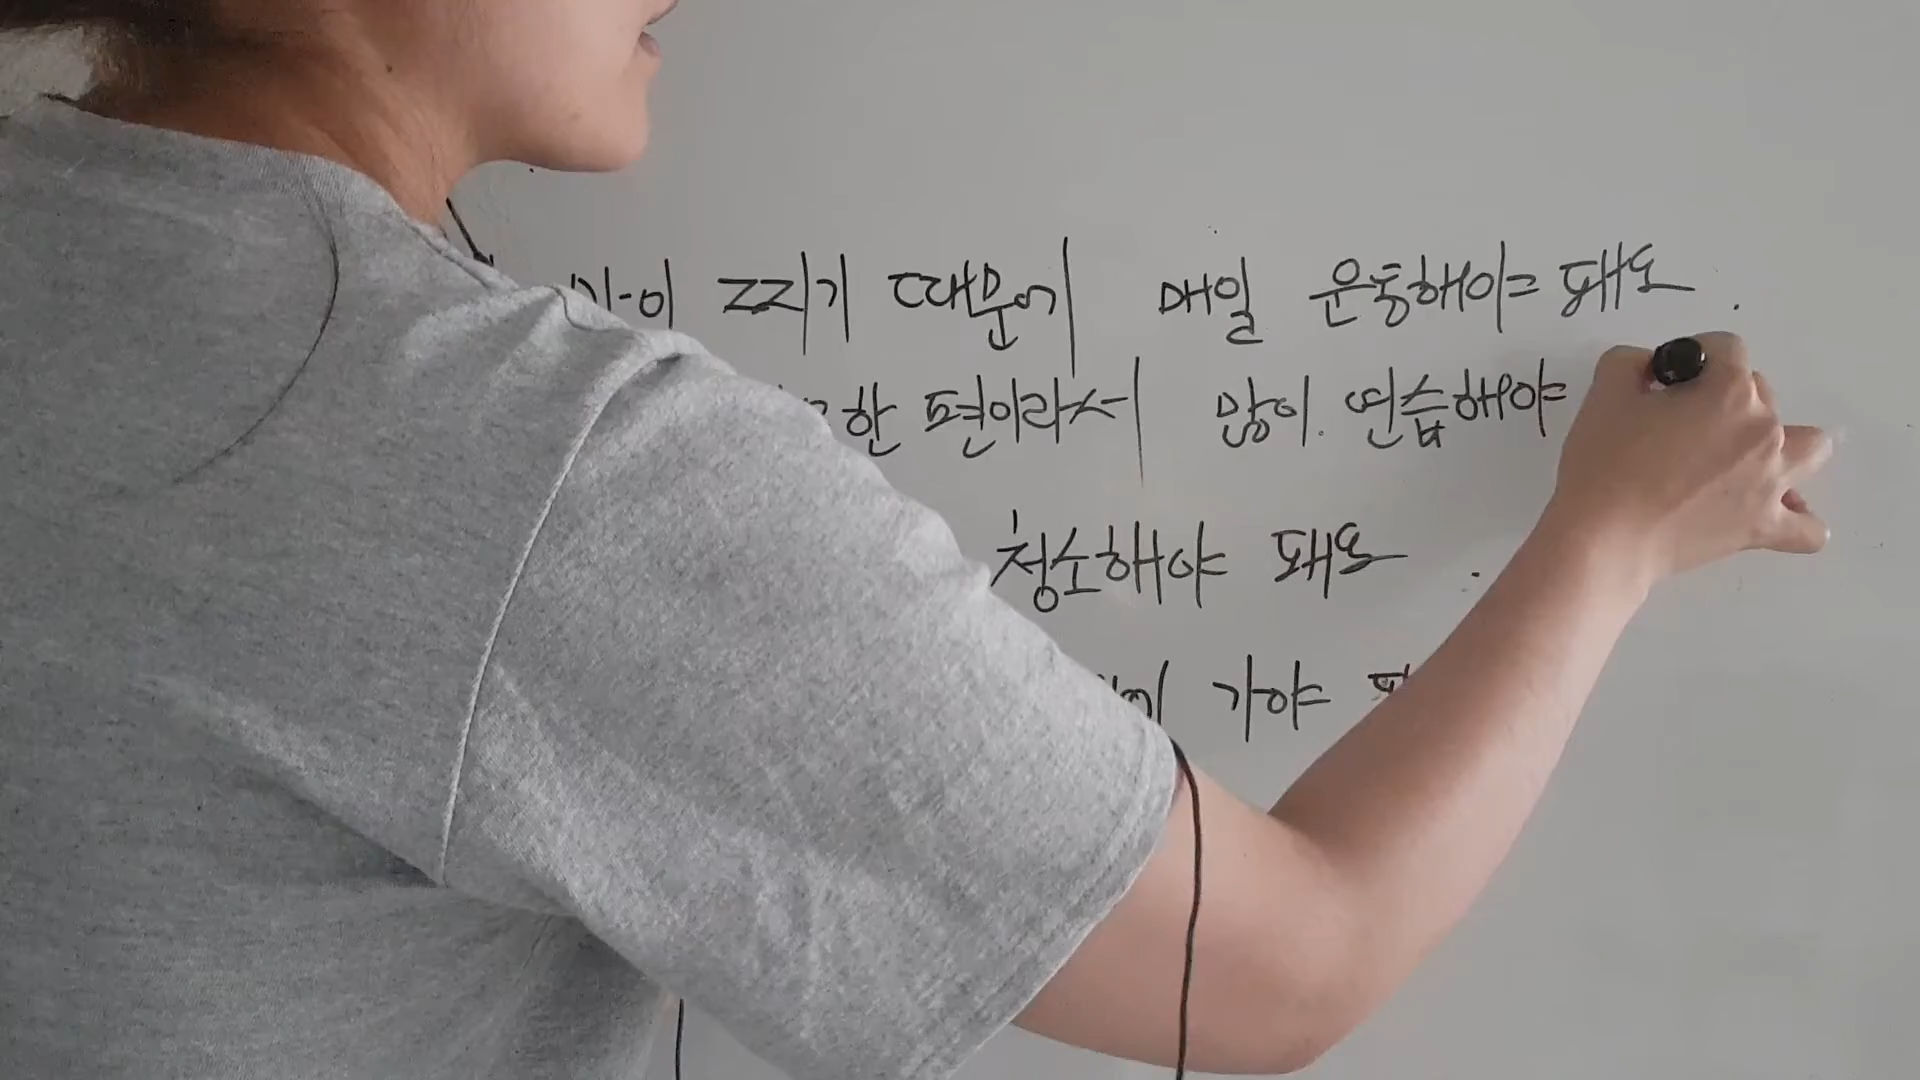 찌기 때문에 매일 운동해야 돼요.
한 편이라서 많이 연습해야
청소해야 돼요.
가야